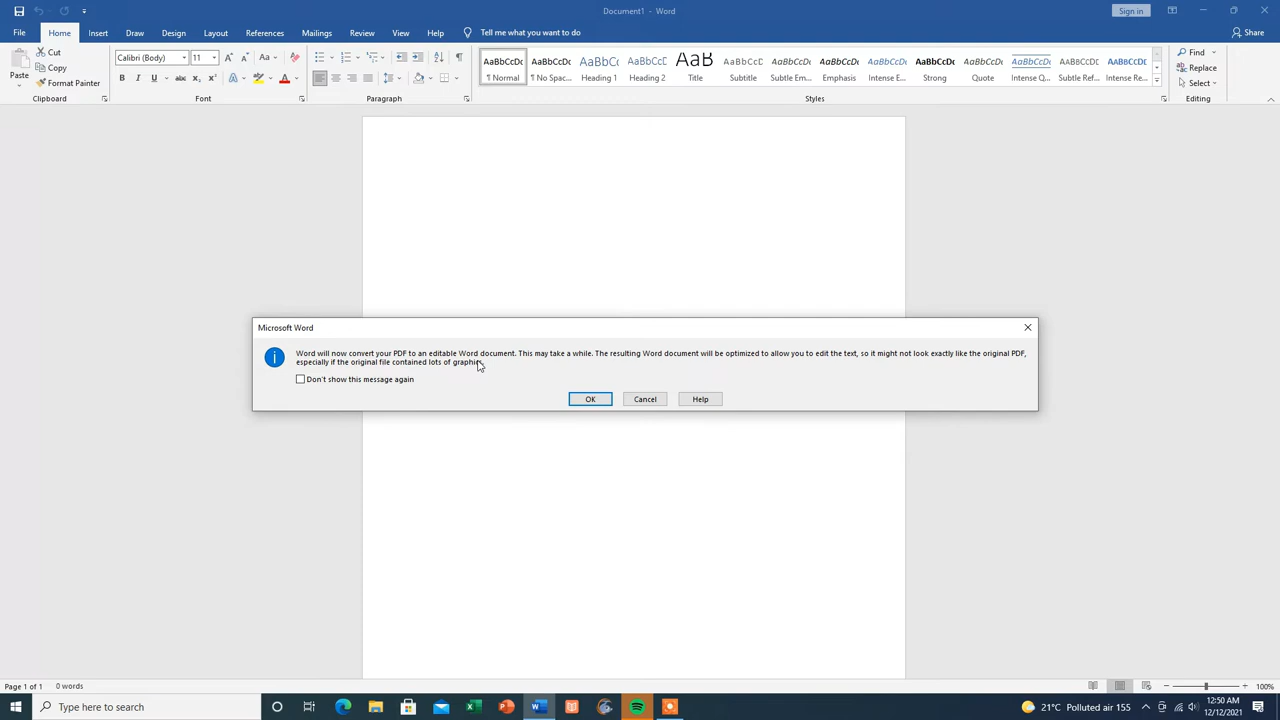 Document1 - Word
Sign in
File Home Insert Draw Design Layout References Mailings Review View Help Tell me what you want to do Share
Paste
Cut
Copy
Format Painter
Clipboard
Calibri (Body) 11
Font
Paragraph
AaBbCcDc AaBbCcDc AaBbCc AaBbCcD AaB AaBbCcD AaBbCcDc AaBbCcDc AaBbCcDc AaBbCcDc AaBbCcDc AaBbCcDc AaBbCcDc AaBbCcDc
¶ Normal ¶ No Spac... Heading 1 Heading 2 Title Subtitle Subtle Em... Emphasis Intense E... Strong Quote Intense Q... Subtle Ref... Intense Re...
Styles
Find
Replace
Select
Editing
Microsoft Word
Word will now convert your PDF to an editable Word document. This may take a while. The resulting Word document will be optimized to allow you to edit the text, so it might not look exactly like the original PDF,
especially if the original file contained lots of graphics.
Don't show this message again
OK Cancel Help
Page 1 of 1 0 words
100%
Type here to search
21°C Polluted air 155
12:50 AM
12/12/2021